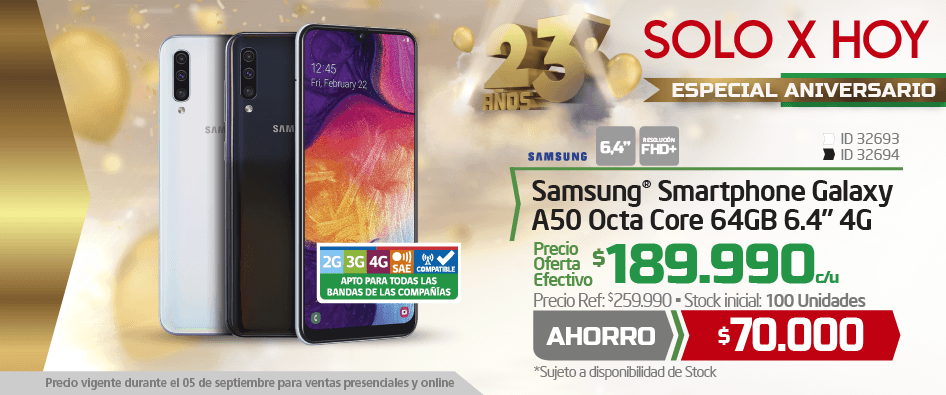 SOLO X HOY
ESPECIAL ANIVERSARIO
23
AÑOS
12:45
Fri, February 22
SAMSUNG
6,4"
RESOLUCIÓN
FHD+
ID 32693
ID 32694
Samsung® Smartphone Galaxy
A50 Octa Core 64GB 6.4" 4G
Precio
Oferta
Efectivo
$189.990 c/u
Precio Ref: $259.990 ▪ Stock inicial: 100 Unidades
AHORRO $70.000
*Sujeto a disponibilidad de Stock
2G 3G 4G SAE COMPATIBLE
APTO PARA TODAS LAS
BANDAS DE LAS COMPAÑÍAS
Precio vigente durante el 05 de septiembre para ventas presenciales y online